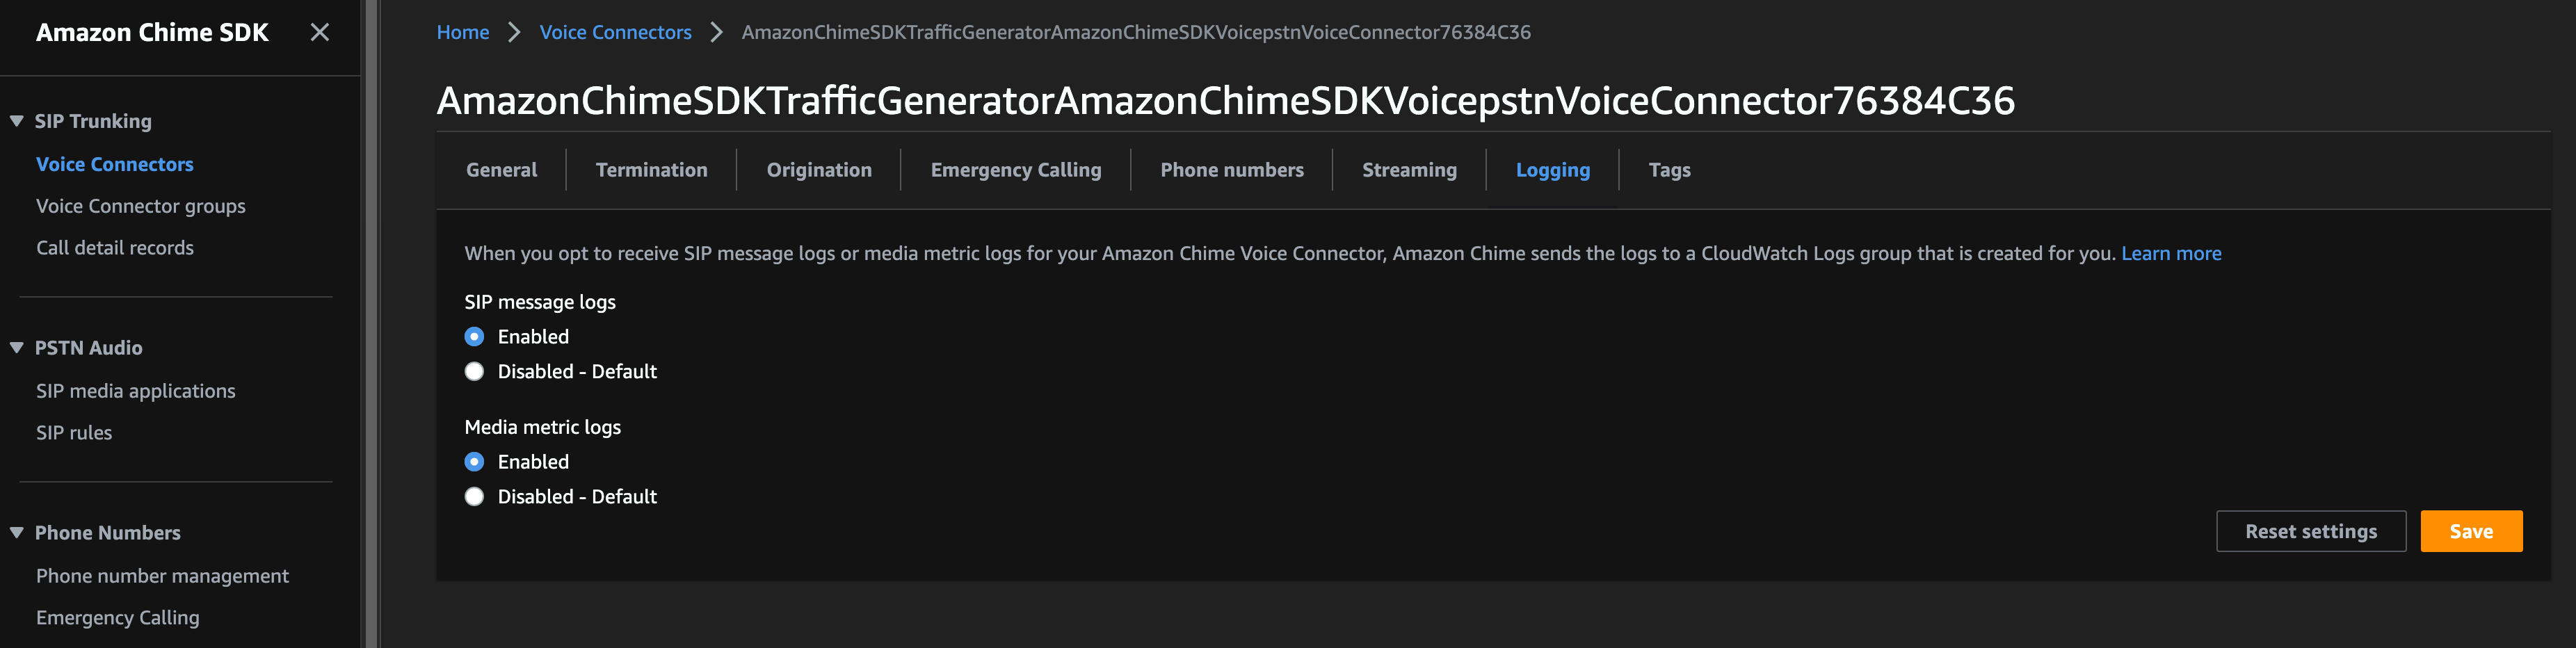 Amazon Chime SDK
SIP Trunking
Voice Connectors
Voice Connector groups
Call detail records
PSTN Audio
SIP media applications
SIP rules
Phone Numbers
Phone number management
Emergency Calling
Home > Voice Connectors > AmazonChimeSDKTrafficGeneratorAmazonChimeSDKVoicepstnVoiceConnector76384C36
AmazonChimeSDKTrafficGeneratorAmazonChimeSDKVoicepstnVoiceConnector76384C36
General Termination Origination Emergency Calling Phone numbers Streaming Logging Tags
When you opt to receive SIP message logs or media metric logs for your Amazon Chime Voice Connector, Amazon Chime sends the logs to a CloudWatch Logs group that is created for you. Learn more
SIP message logs
Enabled
Disabled - Default
Media metric logs
Enabled
Disabled - Default
Reset settings Save